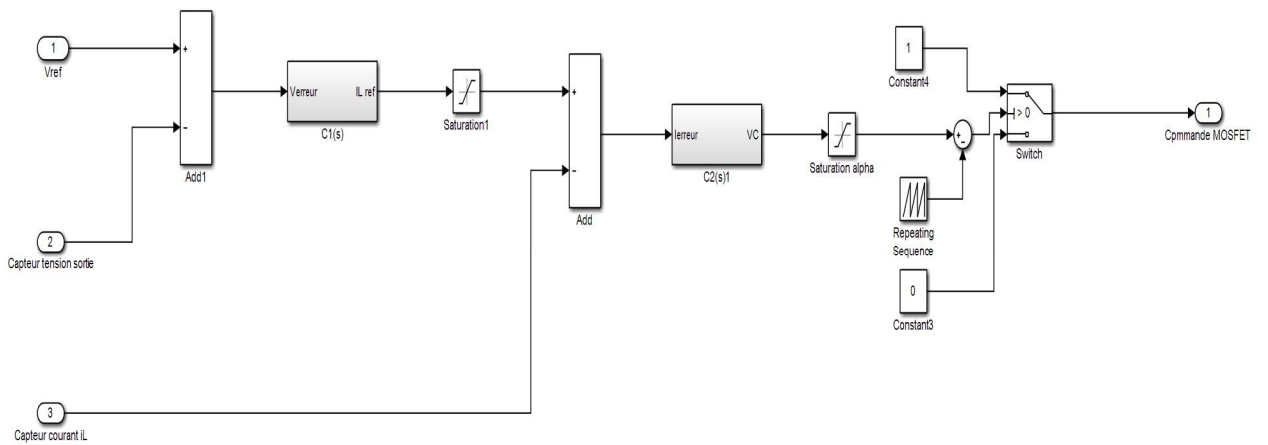 1
Vref
+
-
Add1
Verreur
IL ref
C1(s)
Saturation1
2
Capteur tension sortie
3
Capteur courant iL
+
-
Add
Ierreur
VC
C2(s)1
Saturation alpha
+
-
Repeating
Sequence
1
Constant4
0
Constant3
> 0
Switch
1
Cpmmande MOSFET